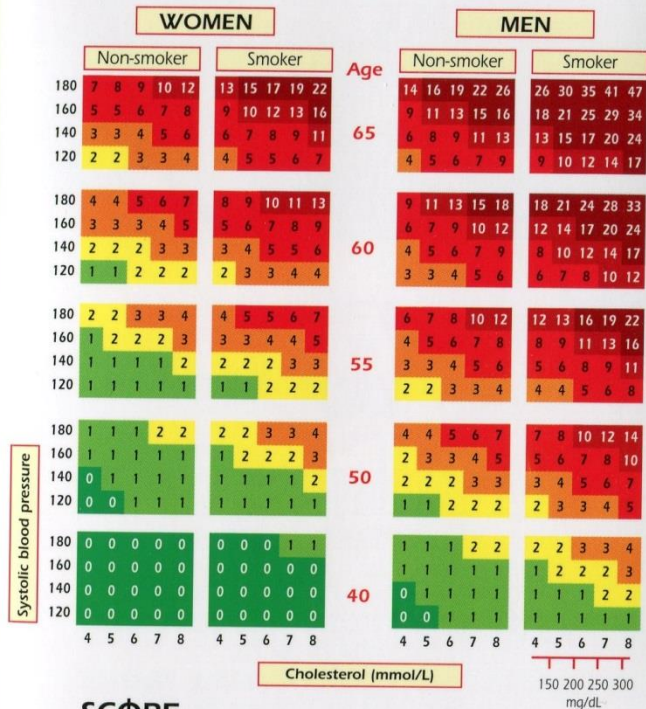 WOMEN MEN
Non-smoker Smoker Age Non-smoker Smoker
180 7 8 9 10 12 13 15 17 19 22 14 16 19 22 26 26 30 35 41 47
160 5 5 6 7 8 9 10 12 13 16 9 11 13 15 16 18 21 25 29 34
140 3 3 4 5 6 6 7 8 9 11 65 6 8 9 11 13 13 15 17 20 24
120 2 2 3 3 4 4 5 5 6 7 4 5 6 7 9 9 10 12 14 17
180 4 4 5 6 7 8 9 10 11 13 9 11 13 15 18 18 21 24 28 33
160 3 3 3 4 5 5 6 7 8 9 6 7 9 10 12 12 14 17 20 24
140 2 2 2 3 3 3 4 5 5 6 60 4 5 6 7 9 8 10 12 14 17
120 1 1 2 2 2 2 3 3 4 4 3 3 4 5 6 6 7 8 10 12
180 2 2 3 3 4 4 5 5 6 7 6 7 8 10 12 12 13 16 19 22
160 1 2 2 2 3 3 3 4 4 5 4 5 6 7 8 8 9 11 13 16
140 1 1 1 1 2 2 2 2 3 3 55 3 3 4 5 6 5 6 8 9 11
120 1 1 1 1 1 1 1 2 2 2 2 2 3 3 4 4 4 5 6 8
180 1 1 1 2 2 2 2 3 3 4 4 4 5 6 7 7 8 10 12 14
160 1 1 1 1 1 1 2 2 2 3 2 3 3 4 5 5 6 7 8 10
140 0 1 1 1 1 1 1 1 1 2 50 2 2 2 3 3 3 4 5 6 7
120 0 0 1 1 1 1 1 1 1 1 1 1 2 2 2 2 3 3 4 5
180 0 0 0 0 0 0 0 0 1 1 1 1 1 2 2 2 2 3 3 4
160 0 0 0 0 0 0 0 0 0 0 1 1 1 1 1 1 2 2 2 3
140 0 0 0 0 0 0 0 0 0 0 40 0 1 1 1 1 1 1 1 2 2
120 0 0 0 0 0 0 0 0 0 0 0 0 1 1 1 1 1 1 1 1
4 5 6 7 8 4 5 6 7 8 4 5 6 7 8 4 5 6 7 8
Systolic blood pressure
Cholesterol (mmol/L)
150 200 250 300
mg/dL
SCORE